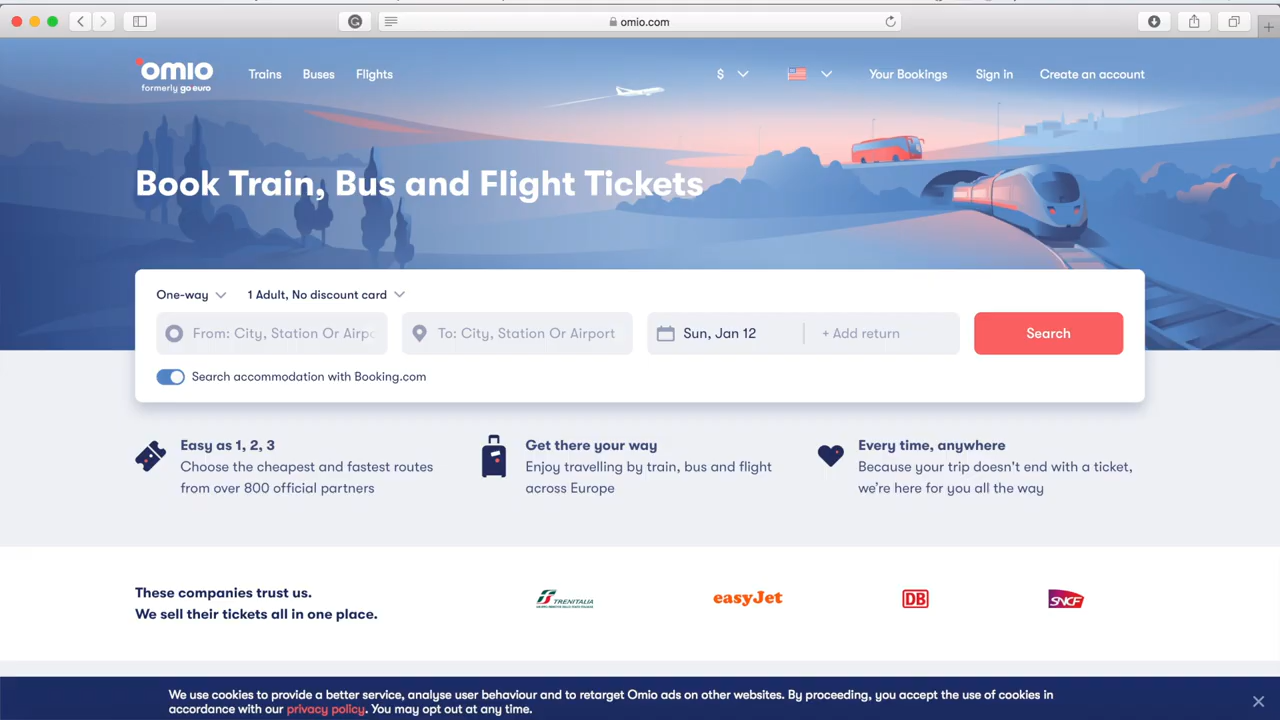 omio.com
omio
formerly go euro
Trains Buses Flights
$
Your Bookings Sign in Create an account
Book Train, Bus and Flight Tickets
One-way 1 Adult, No discount card
From: City, Station Or Airpo
To: City, Station Or Airport
Sun, Jan 12 + Add return
Search
Search accommodation with Booking.com
Easy as 1, 2, 3
Choose the cheapest and fastest routes
from over 800 official partners
Get there your way
Enjoy travelling by train, bus and flight
across Europe
Every time, anywhere
Because your trip doesn't end with a ticket,
we're here for you all the way
These companies trust us.
We sell their tickets all in one place.
TRENITALIA
easyJet
DB
SNCF
We use cookies to provide a better service, analyse user behaviour and to retarget Omio ads on other websites. By proceeding, you accept the use of cookies in
accordance with our privacy policy. You may opt out at any time.